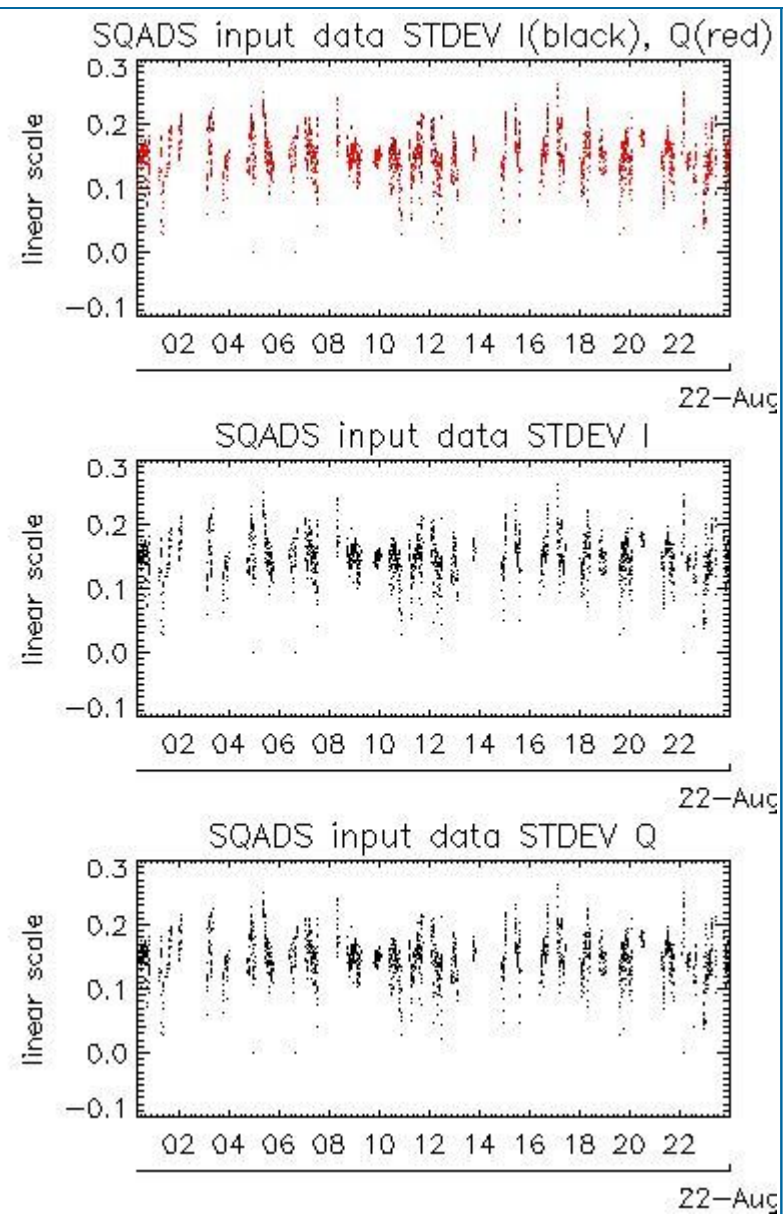 SQADS input data STDEV I(black), Q(red)
0.3
0.2
0.1
0.0
−0.1
linear scale
02 04 06 08 10 12 14 16 18 20 22
22−Aug
SQADS input data STDEV I
0.3
0.2
0.1
0.0
−0.1
linear scale
02 04 06 08 10 12 14 16 18 20 22
22−Aug
SQADS input data STDEV Q
0.3
0.2
0.1
0.0
−0.1
linear scale
02 04 06 08 10 12 14 16 18 20 22
22−Aug